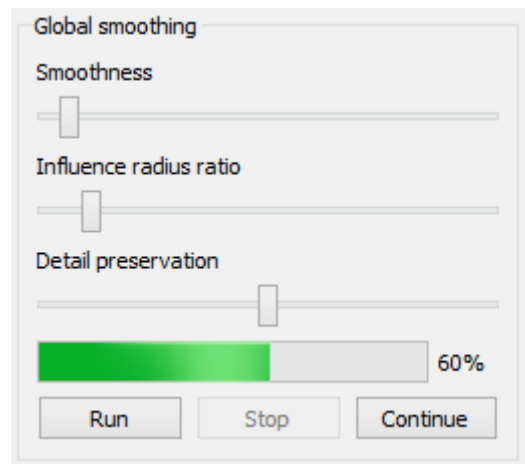 Global smoothing
Smoothness
Influence radius ratio
Detail preservation
60%
Run Stop Continue